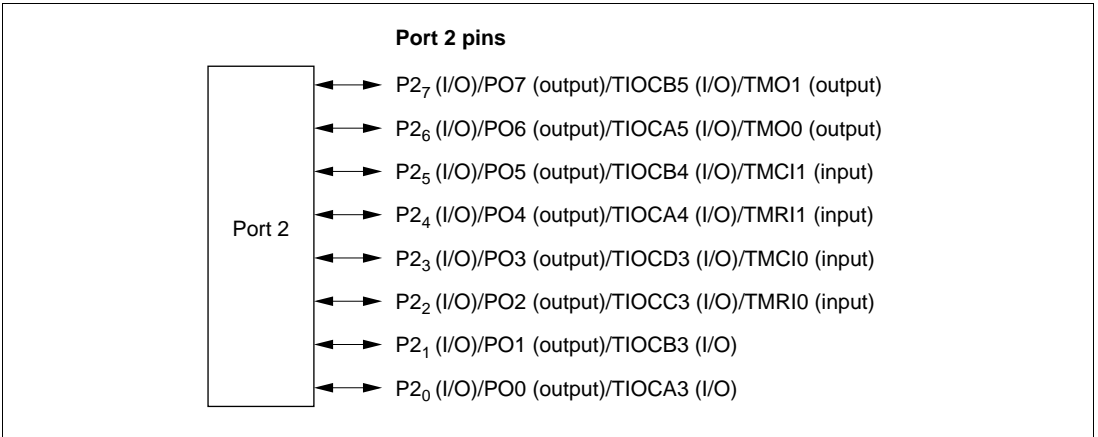 Port 2 pins
P2₇ (I/O)/PO7 (output)/TIOCB5 (I/O)/TMO1 (output)
P2₆ (I/O)/PO6 (output)/TIOCA5 (I/O)/TMO0 (output)
P2₅ (I/O)/PO5 (output)/TIOCB4 (I/O)/TMCI1 (input)
P2₄ (I/O)/PO4 (output)/TIOCA4 (I/O)/TMRI1 (input)
Port 2
P2₃ (I/O)/PO3 (output)/TIOCD3 (I/O)/TMCI0 (input)
P2₂ (I/O)/PO2 (output)/TIOCC3 (I/O)/TMRI0 (input)
P2₁ (I/O)/PO1 (output)/TIOCB3 (I/O)
P2₀ (I/O)/PO0 (output)/TIOCA3 (I/O)